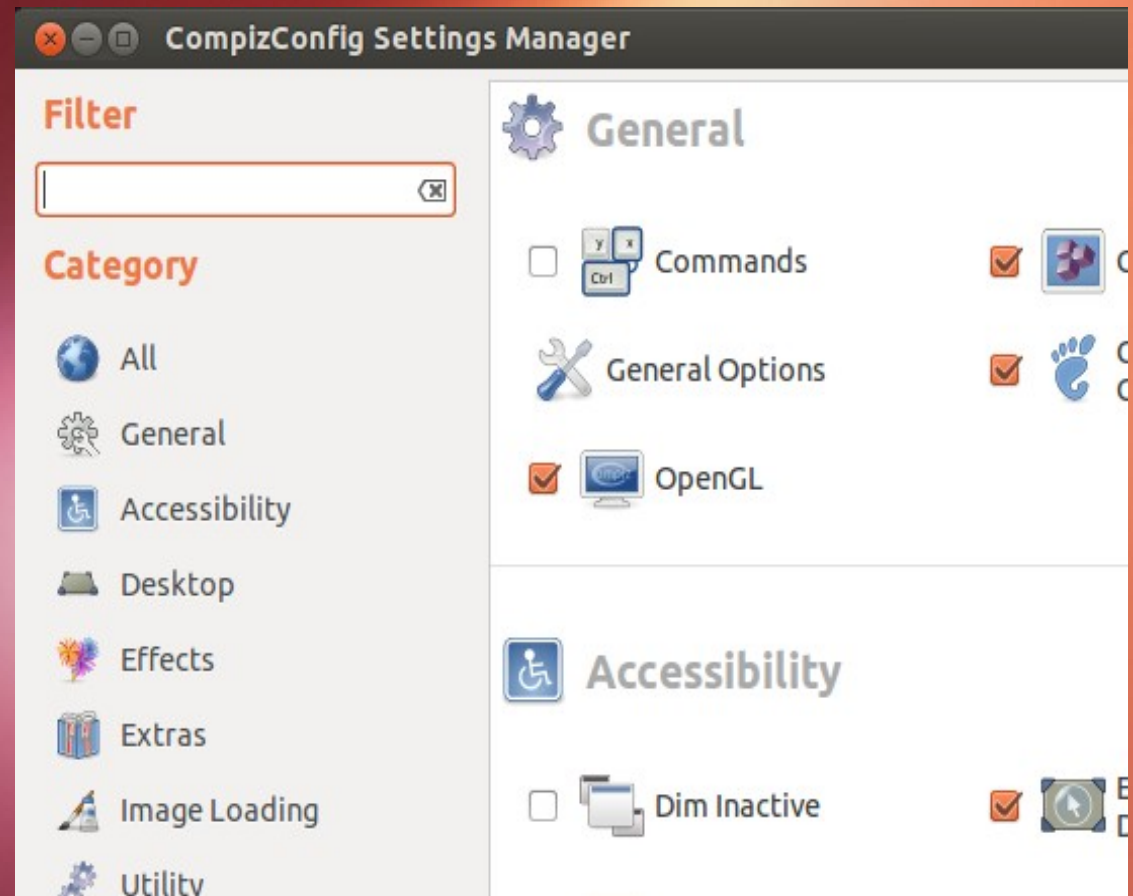 CompizConfig Settings Manager
Filter
Category
All
General
Accessibility
Desktop
Effects
Extras
Image Loading
Utility
General
y x
Ctrl
Commands
General Options
OpenGL
Accessibility
Dim Inactive